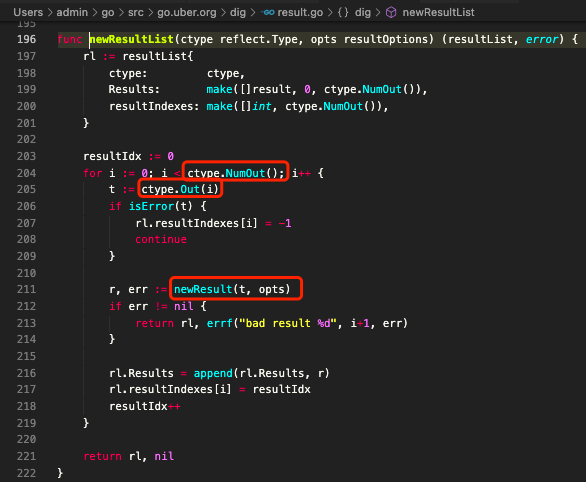 Users > admin > go > src > go.uber.org > dig > result.go > {} dig > newResultList
195
196 func newResultList(ctype reflect.Type, opts resultOptions) (resultList, error) {
197     rl := resultList{
198         ctype:         ctype,
199         Results:       make([]result, 0, ctype.NumOut()),
200         resultIndexes: make([]int, ctype.NumOut()),
201     }
202
203     resultIdx := 0
204     for i := 0; i < ctype.NumOut(); i++ {
205         t := ctype.Out(i)
206         if isError(t) {
207             rl.resultIndexes[i] = -1
208             continue
209         }
210
211         r, err := newResult(t, opts)
212         if err != nil {
213             return rl, errf("bad result %d", i+1, err)
214         }
215
216         rl.Results = append(rl.Results, r)
217         rl.resultIndexes[i] = resultIdx
218         resultIdx++
219     }
220
221     return rl, nil
222 }